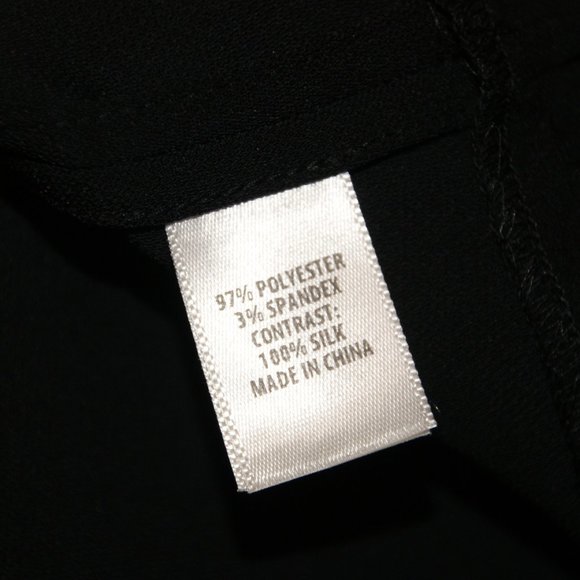 97% POLYESTER
3% SPANDEX
CONTRAST:
100% SILK
MADE IN CHINA